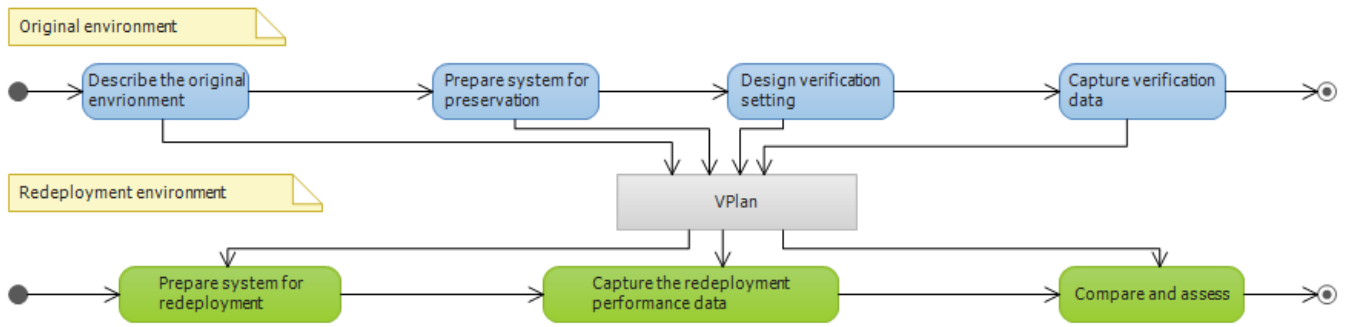 Original environment
Describe the original
envrionment
Prepare system for
preservation
Design verification
setting
Capture verification
data
Redeployment environment
VPlan
Prepare system for
redeployment
Capture the redeployment
performance data
Compare and assess